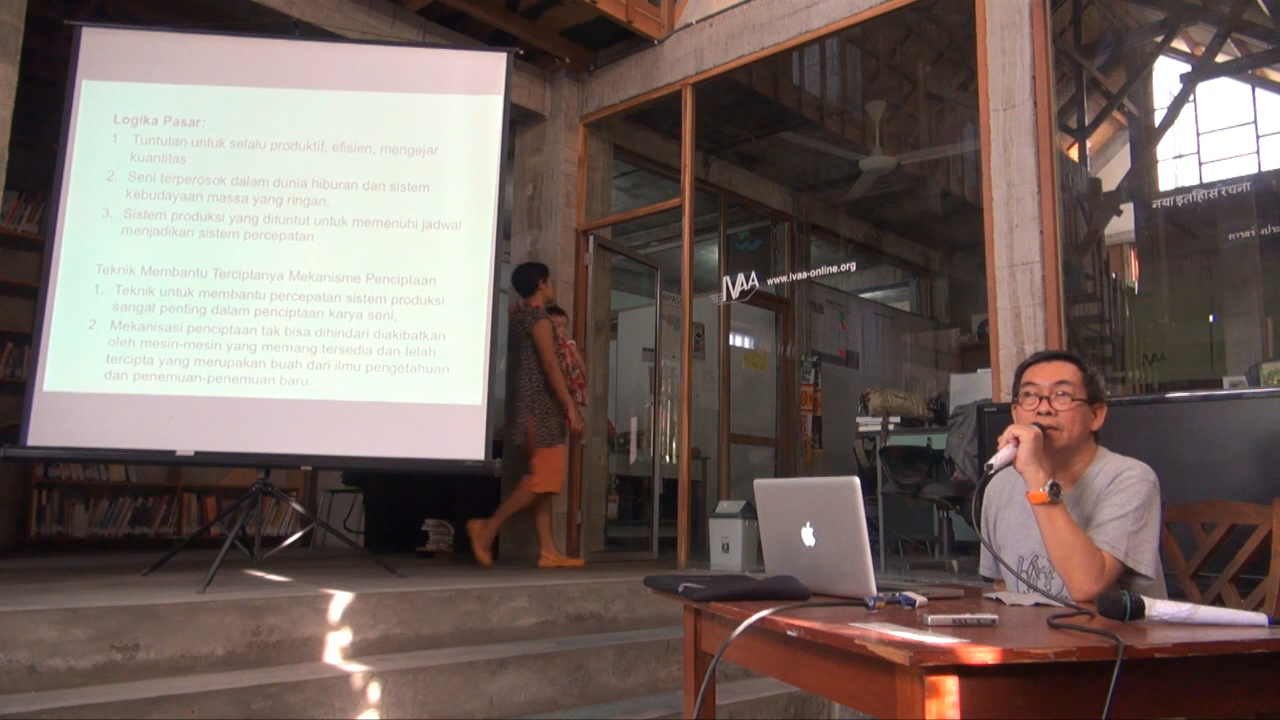 Logika Pasar:
1. Tuntutan untuk selalu produktif, efisien, mengejar
kuantitas
2. Seni terperosok dalam dunia hiburan dan sistem
kebudayaan massa yang ringan.
3. Sistem produksi yang dituntut untuk memenuhi jadwal
menjadikan sistem percepatan
Teknik Membantu Terciptanya Mekanisme Penciptaan
1. Teknik untuk membantu percepatan sistem produksi
sangat penting dalam penciptaan karya seni,
2. Mekanisasi penciptaan tak bisa dihindari diakibatkan
oleh mesin-mesin yang memang tersedia dan telah
tercipta yang merupakan buah dari ilmu pengetahuan
dan penemuan-penemuan baru.
IVAA www.ivaa-online.org
नया इतिहास रचना
IVAA